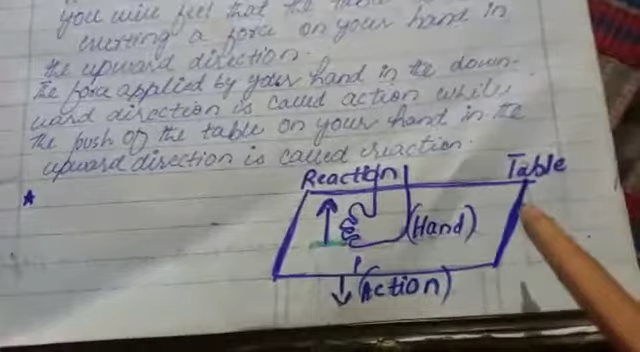 you will feel that the table
exerting a force on your hand in
the upward direction.
The force applied by your hand in the down-
ward direction is called action while
the push of the table on your hand in the
upward direction is called reaction.
Reaction
Table
(Hand)
(Action)